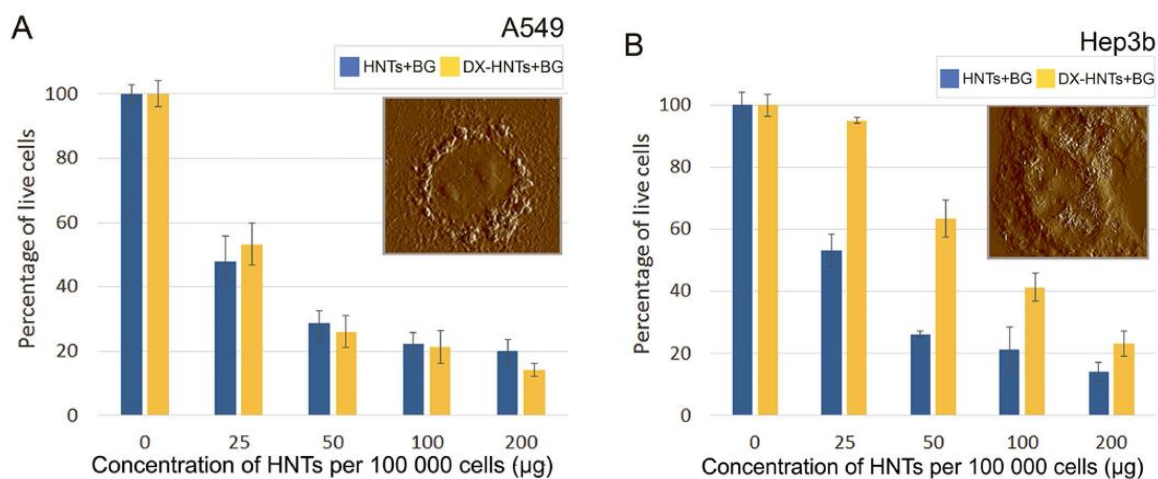 A
A549
HNTs+BG DX-HNTs+BG
Percentage of live cells
100
80
60
40
20
0
0 25 50 100 200
Concentration of HNTs per 100 000 cells (µg)
B
Hep3b
HNTs+BG DX-HNTs+BG
Percentage of live cells
100
80
60
40
20
0
0 25 50 100 200
Concentration of HNTs per 100 000 cells (µg)